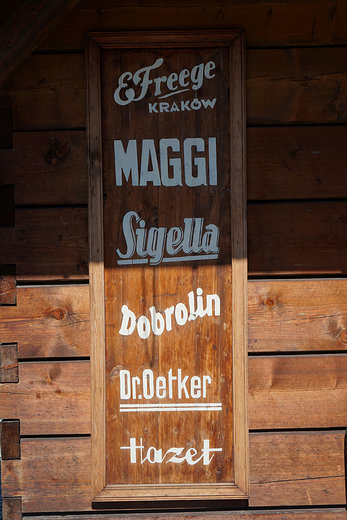 E Freege
KRAKÓW
MAGGI
Sigella
Dobrolin
Dr. Oetker
Hazet